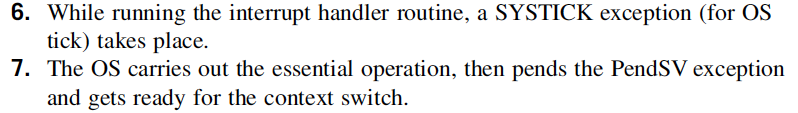 6. While running the interrupt handler routine, a SYSTICK exception (for OS
tick) takes place.
7. The OS carries out the essential operation, then pends the PendSV exception
and gets ready for the context switch.